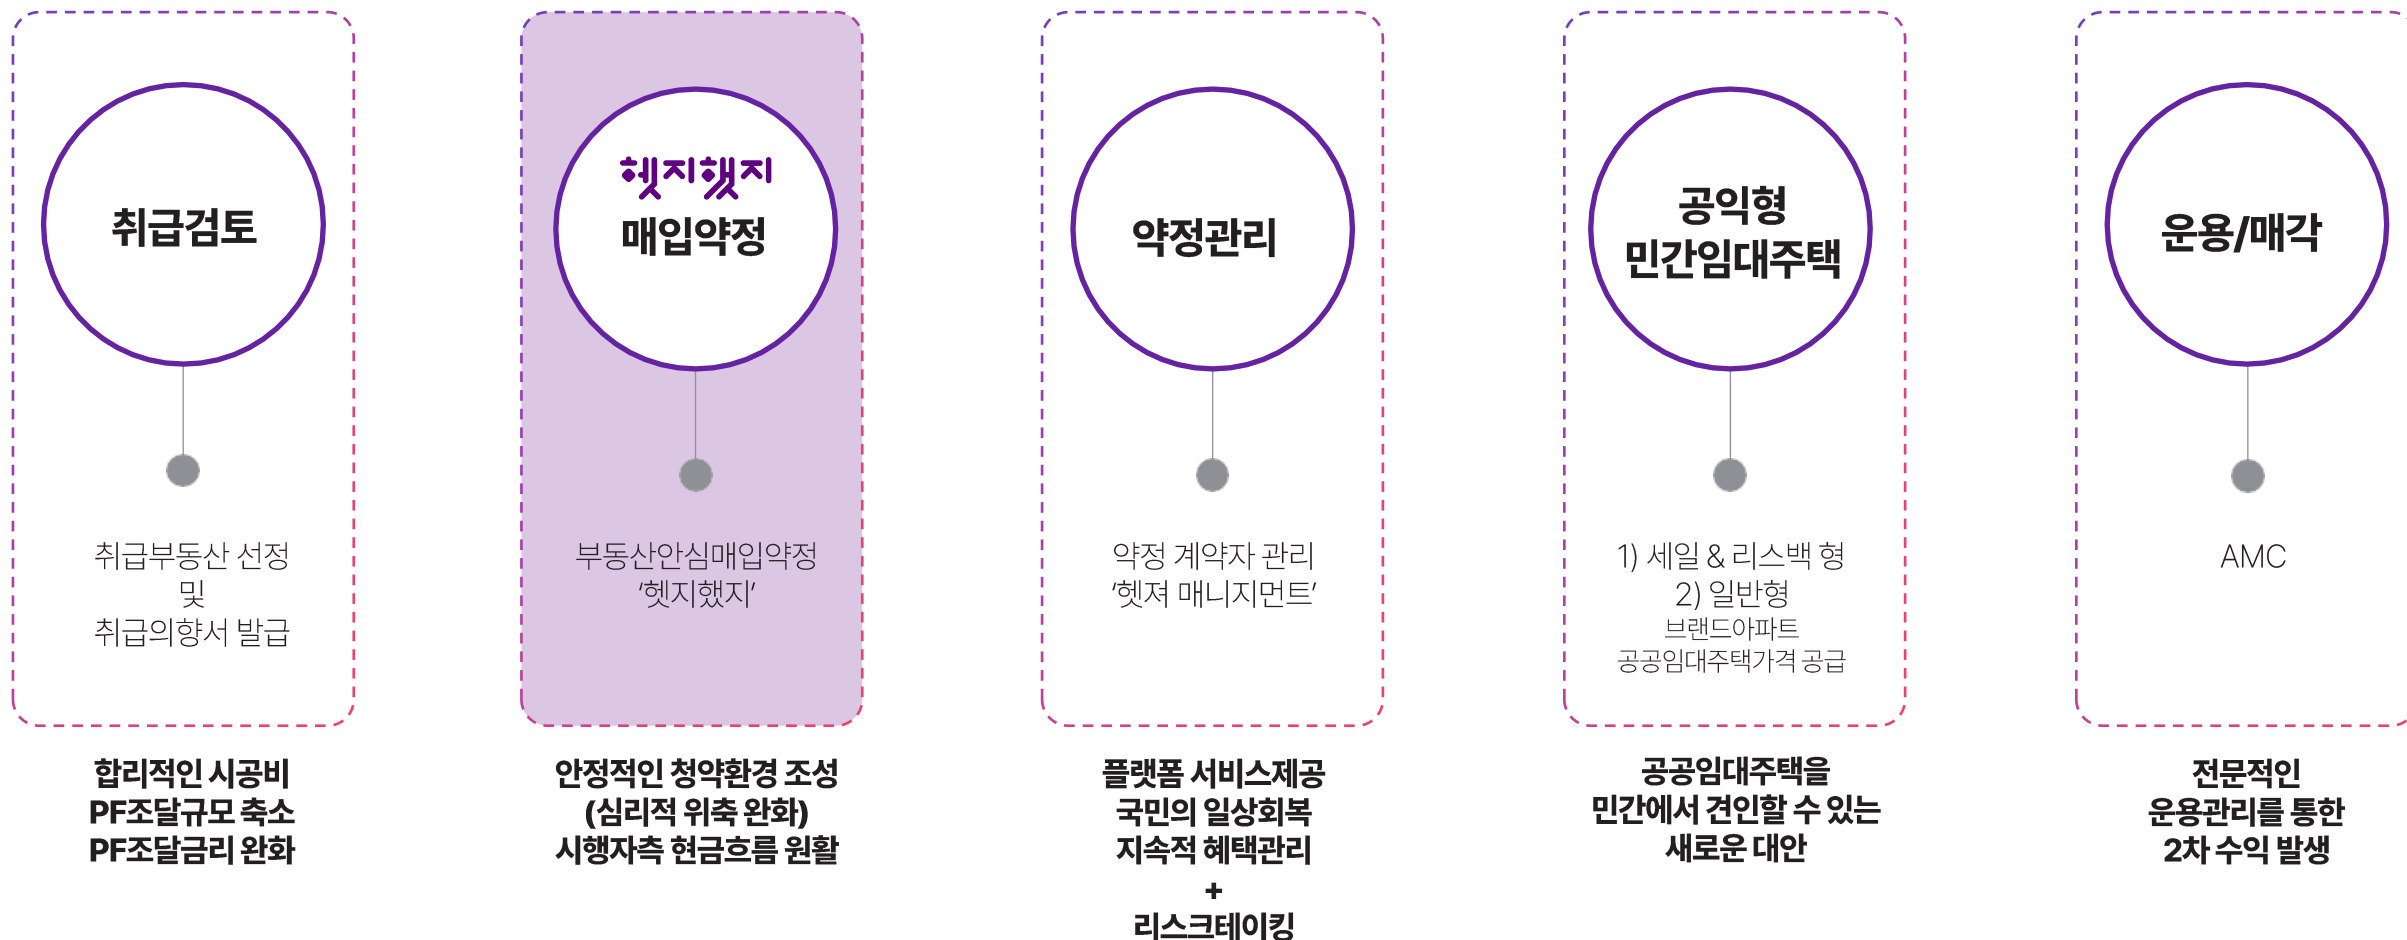 취급검토
취급부동산 선정
및
취급의향서 발급
합리적인 시공비
PF조달규모 축소
PF조달금리 완화
헷지했지
매입약정
부동산안심매입약정
‘헷지했지’
안정적인 청약환경 조성
(심리적 위축 완화)
시행자측 현금흐름 원활
약정관리
약정 계약자 관리
‘헷져 매니지먼트’
플랫폼 서비스제공
국민의 일상회복
지속적 혜택관리
+
리스크테이킹
공익형
민간임대주택
1) 세일 & 리스백 형
2) 일반형
브랜드아파트
공공임대주택가격 공급
공공임대주택을
민간에서 견인할 수 있는
새로운 대안
운용/매각
AMC
전문적인
운용관리를 통한
2차 수익 발생